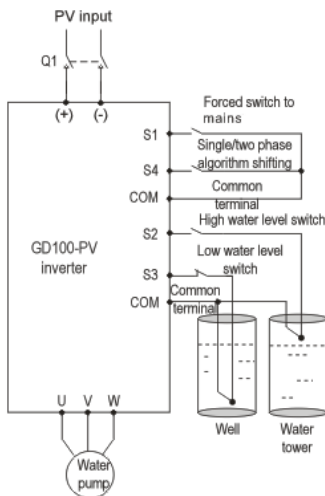 PV input
Q1
(+)
(-)
Forced switch to
mains
S1
Single/two phase
algorithm shifting
S4
Common
terminal
COM
High water level switch
S2
GD100-PV
inverter
Low water level
switch
S3
Common
terminal
COM
U
V
W
Well
Water
tower
Water
pump